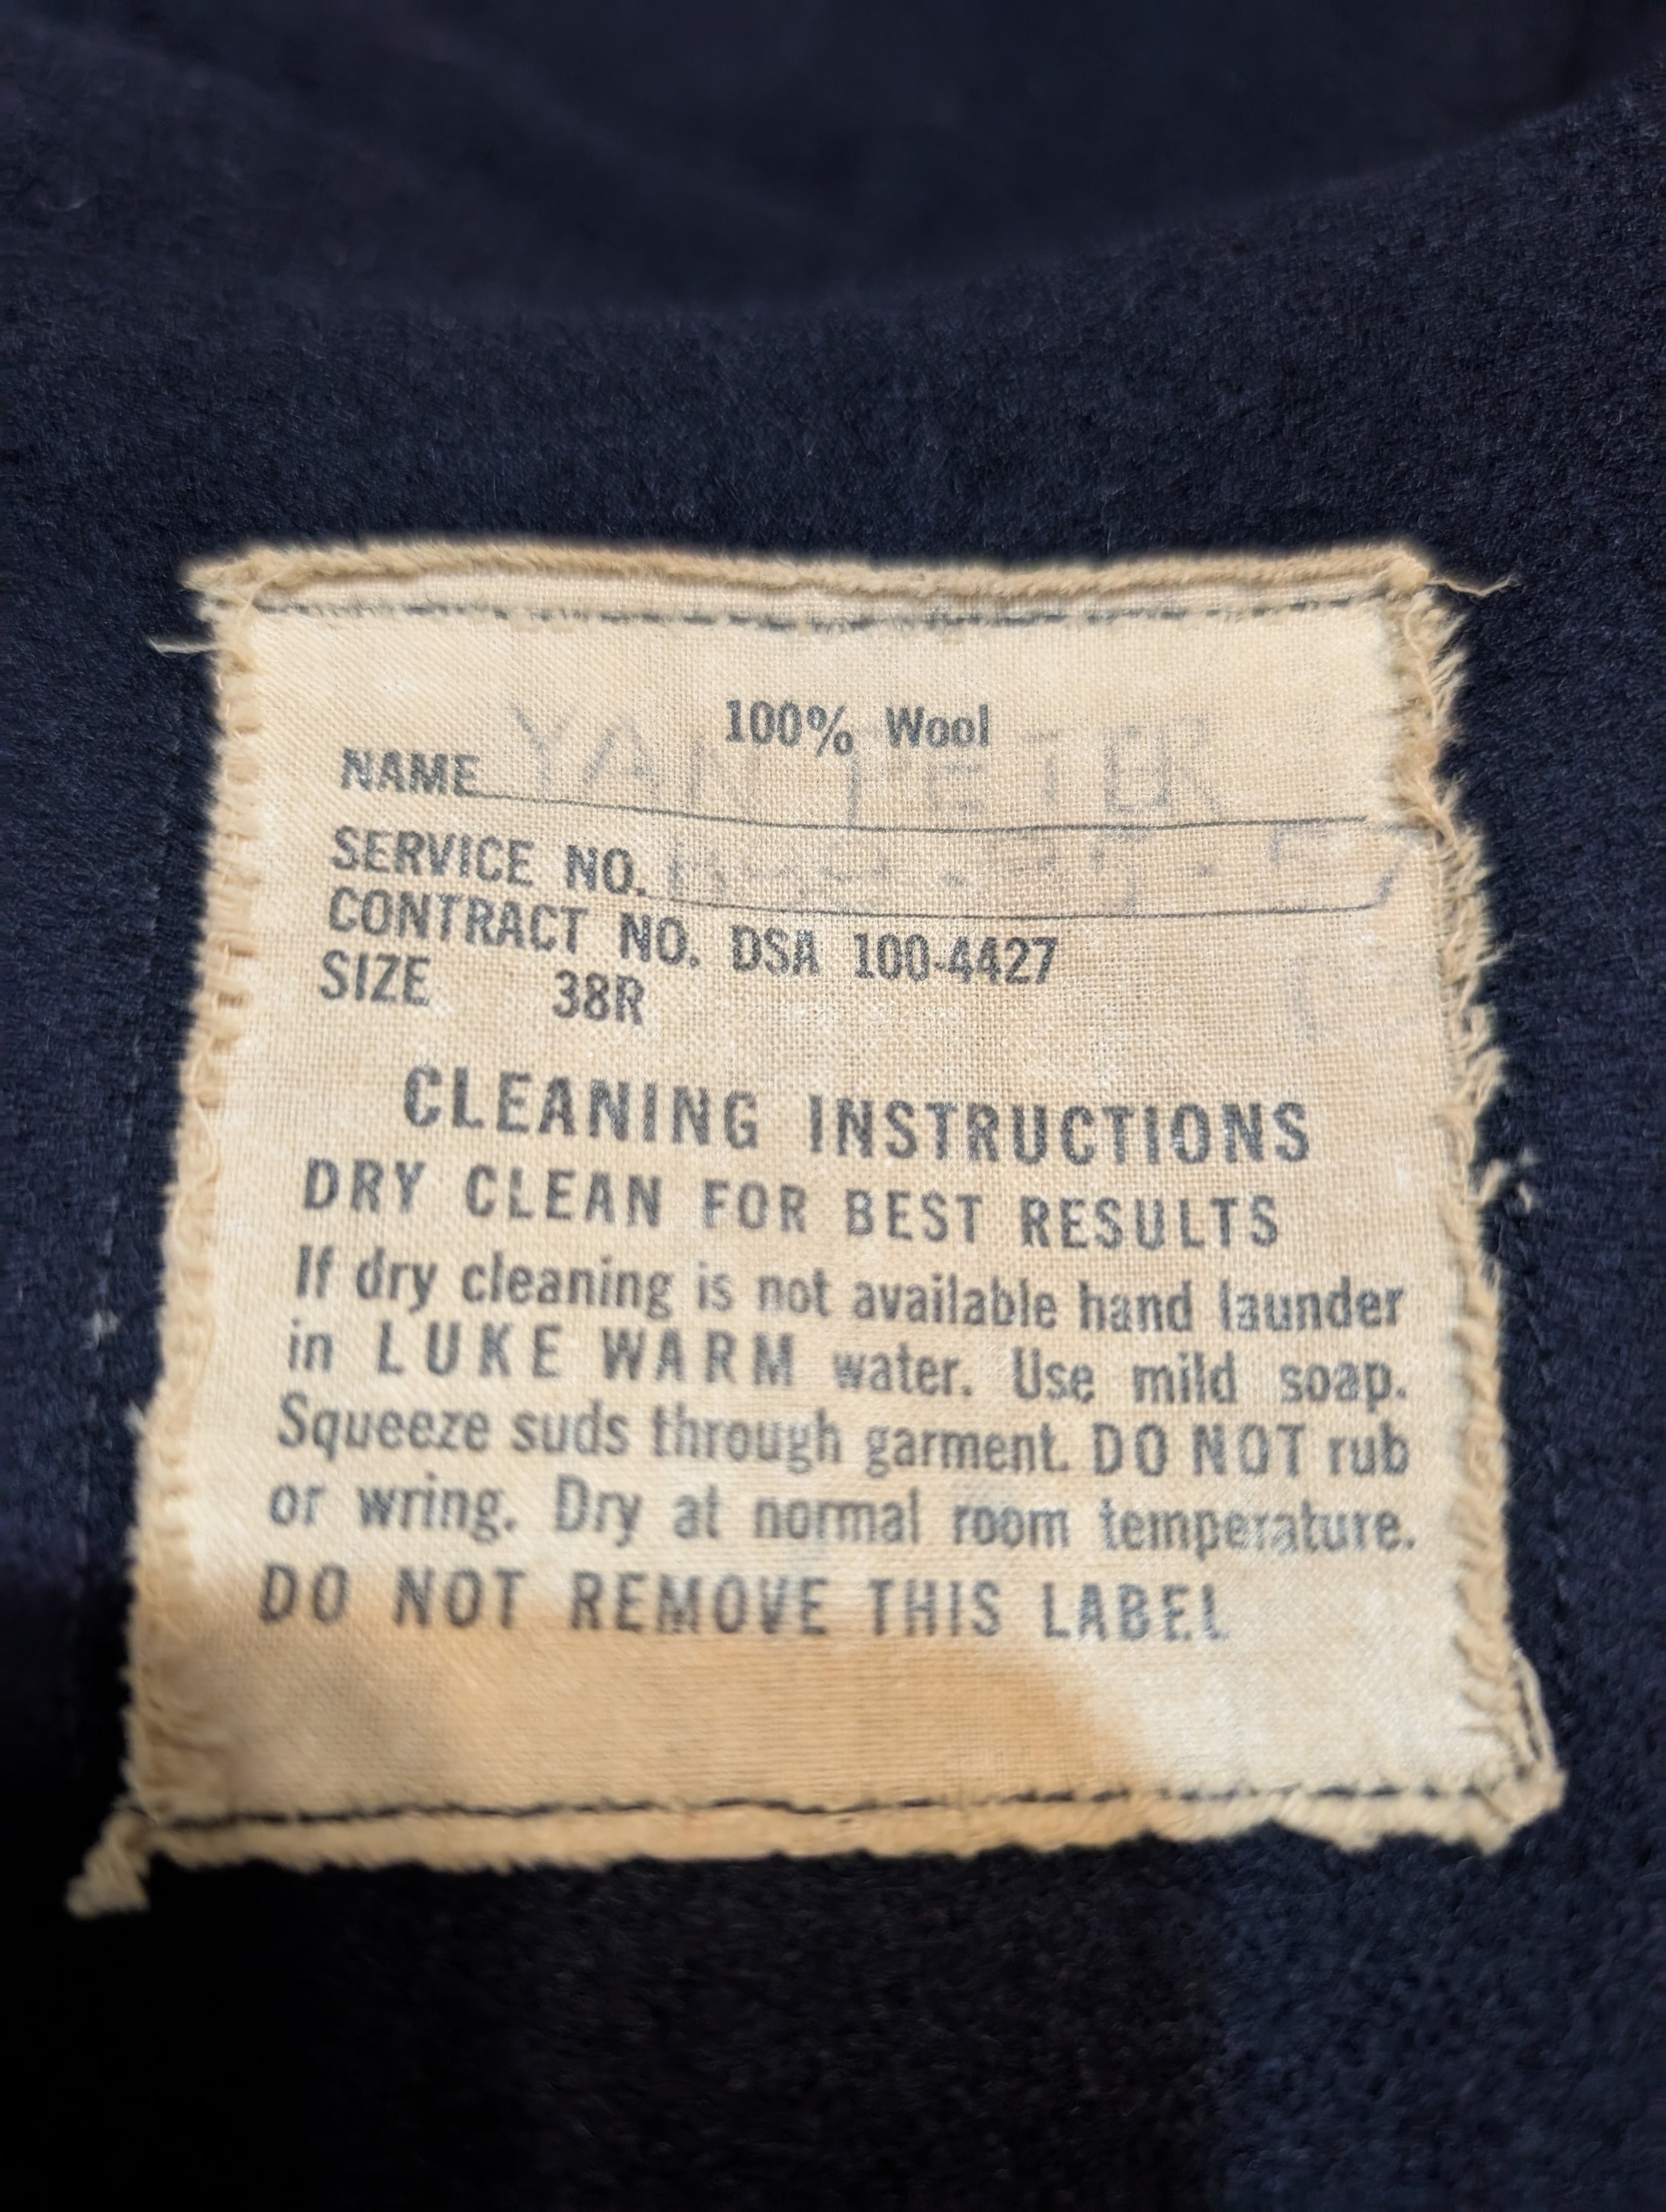 100% Wool
NAME YAN PETER
SERVICE NO.
CONTRACT NO. DSA 100-4427
SIZE 38R
CLEANING INSTRUCTIONS
DRY CLEAN FOR BEST RESULTS
If dry cleaning is not available hand launder
in LUKE WARM water. Use mild soap.
Squeeze suds through garment. DO NOT rub
or wring. Dry at normal room temperature.
DO NOT REMOVE THIS LABEL